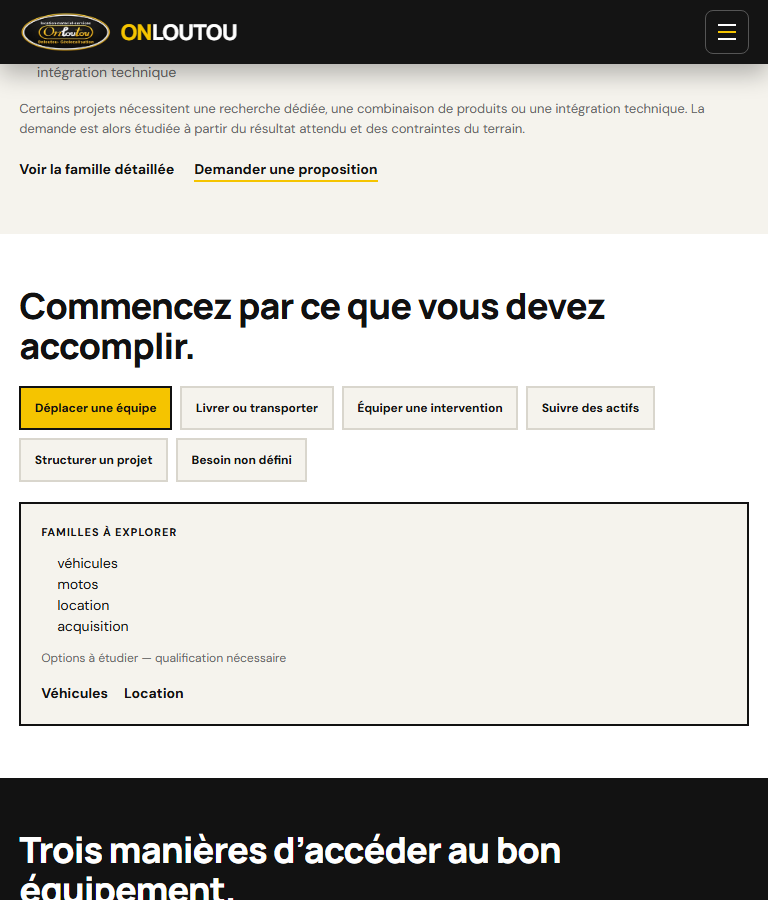 Onloutou
ONLOUTOU
intégration technique
Certains projets nécessitent une recherche dédiée, une combinaison de produits ou une intégration technique. La
demande est alors étudiée à partir du résultat attendu et des contraintes du terrain.
Voir la famille détaillée Demander une proposition
Commencez par ce que vous devez
accomplir.
Déplacer une équipe Livrer ou transporter Équiper une intervention Suivre des actifs
Structurer un projet Besoin non défini
FAMILLES À EXPLORER
véhicules
motos
location
acquisition
Options à étudier — qualification nécessaire
Véhicules Location
Trois manières d’accéder au bon
équipement.